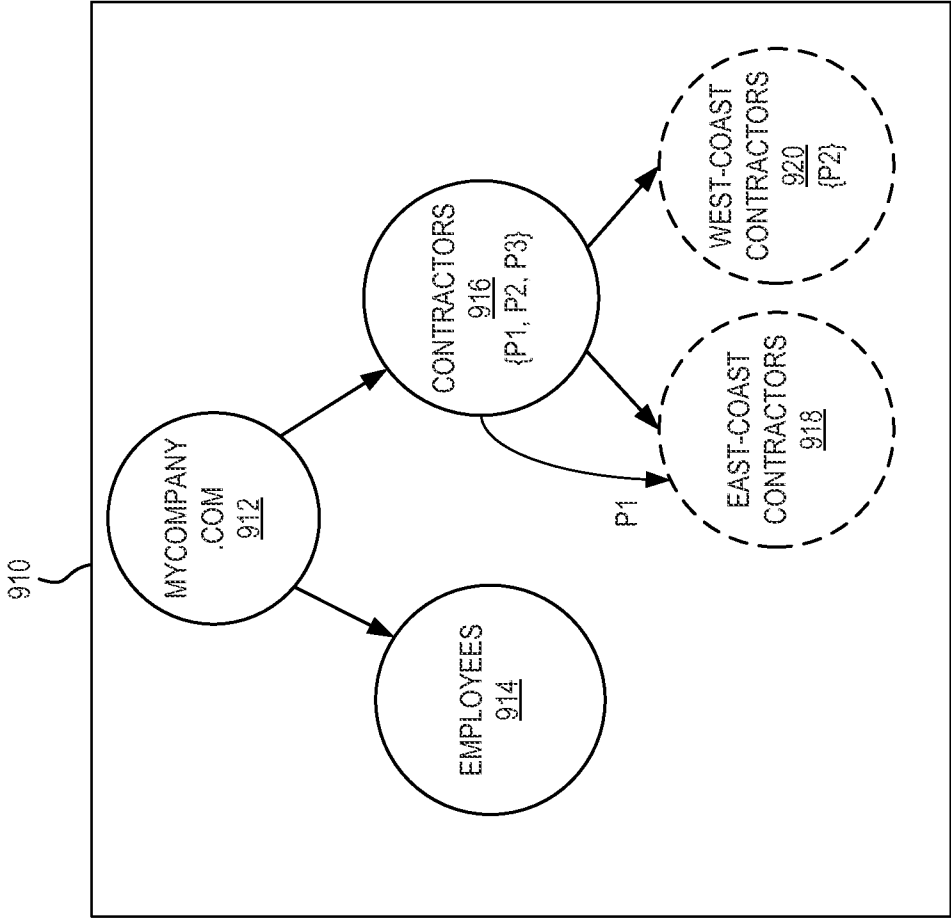 910
MYCOMPANY
.COM
912
EMPLOYEES
914
CONTRACTORS
916
{P1, P2, P3}
P1
EAST-COAST
CONTRACTORS
918
WEST-COAST
CONTRACTORS
920
{P2}